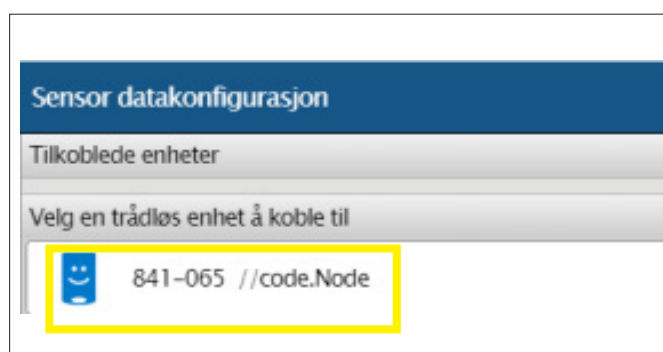 Sensor datakonfigurasjon
Tilkoblede enheter
Velg en trådløs enhet å koble til
841-065 //code.Node